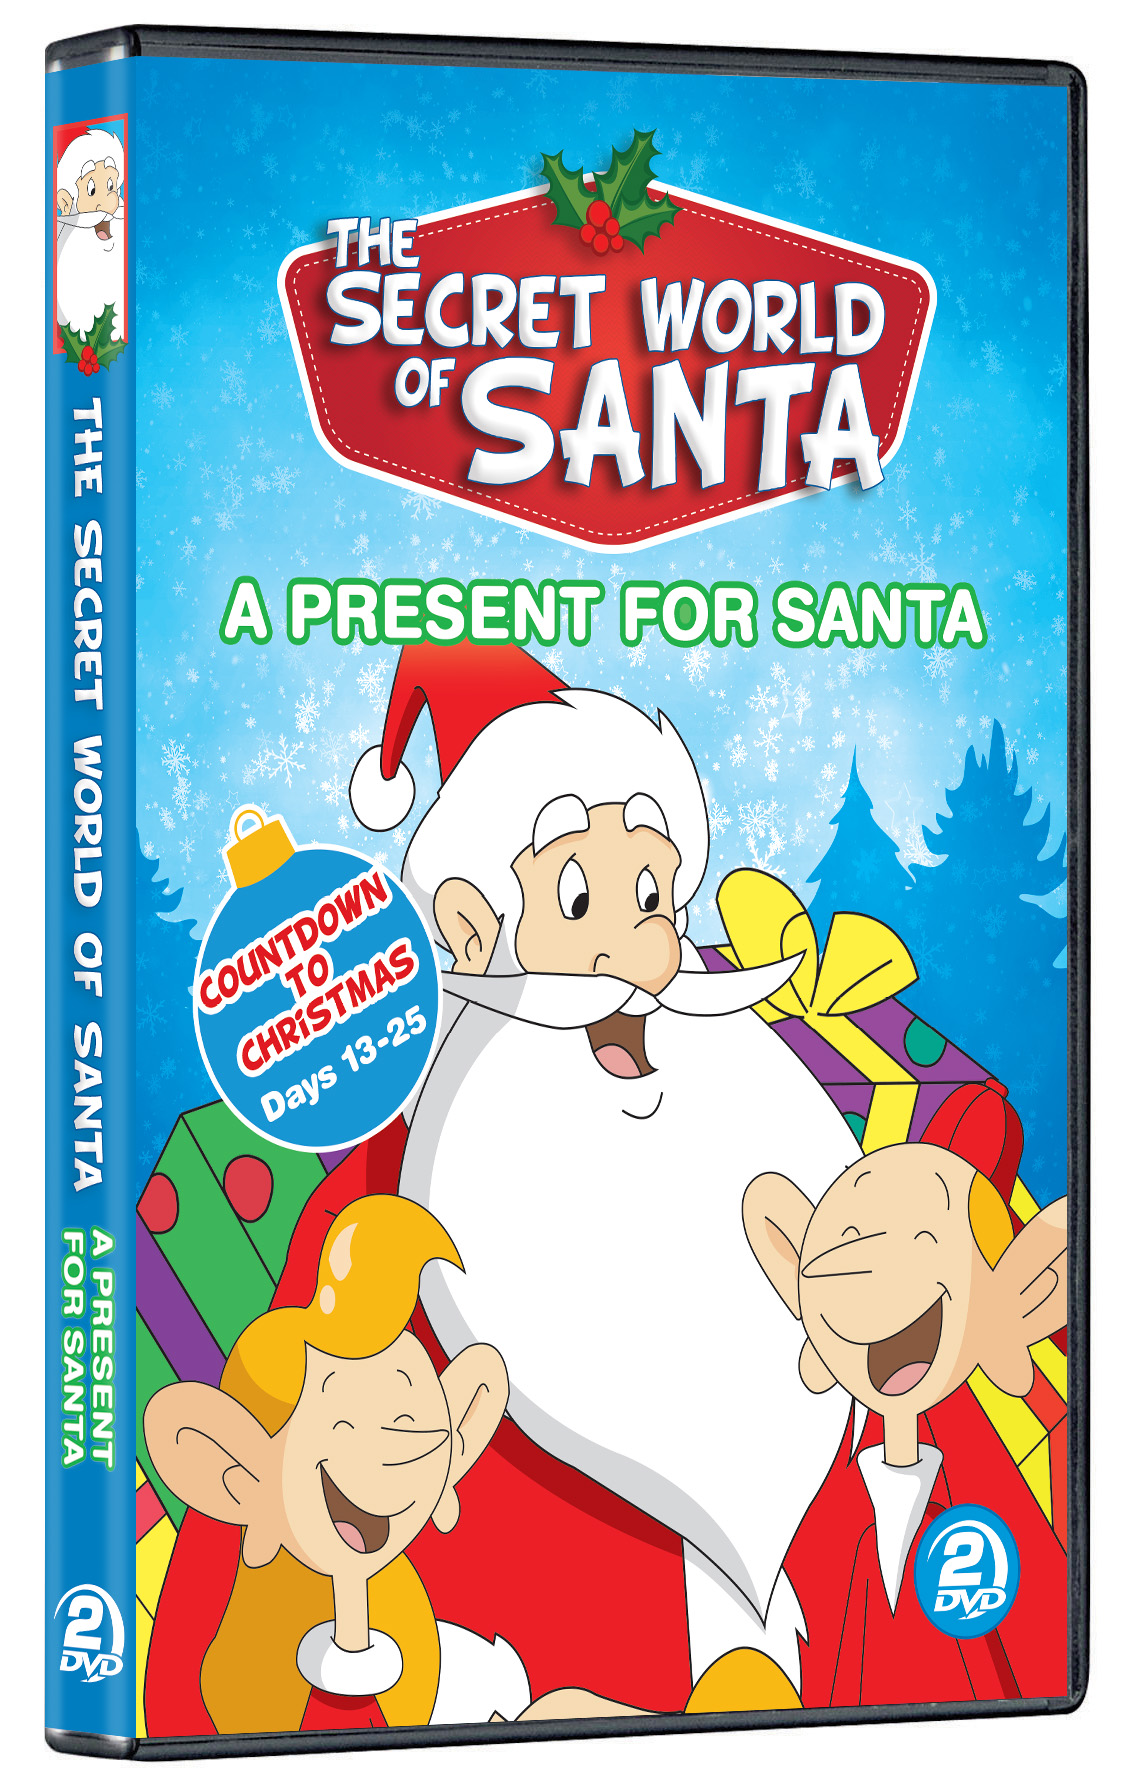 THE
SECRET WORLD
OF SANTA
A PRESENT FOR SANTA
COUNTDOWN
TO
CHRiSTMAS
Days 13-25
2
DVD
THE SECRET WORLD OF SANTA
A PRESENT
FOR SANTA
2
DVD